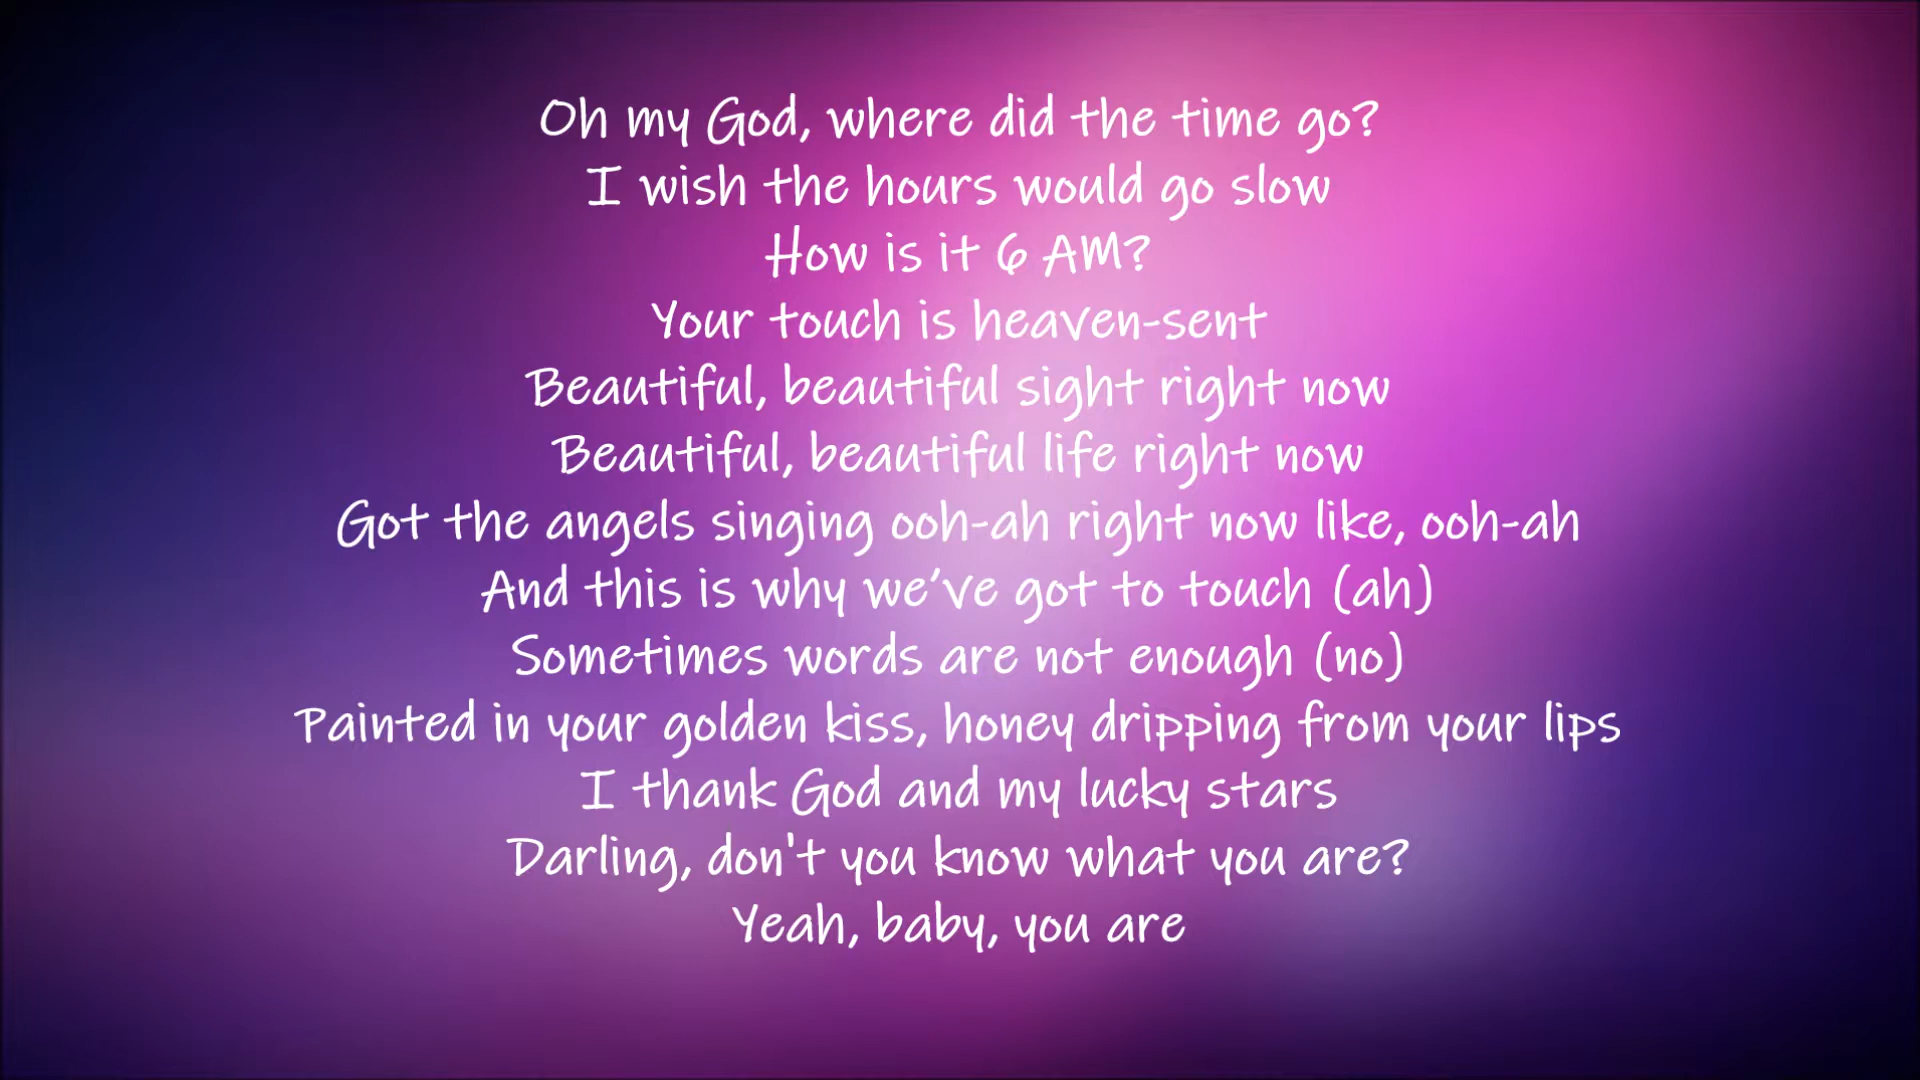 Oh my God, where did the time go?
I wish the hours would go slow
How is it 6 AM?
Your touch is heaven-sent
Beautiful, beautiful sight right now
Beautiful, beautiful life right now
Got the angels singing ooh-ah right now like, ooh-ah
And this is why we’ve got to touch (ah)
Sometimes words are not enough (no)
Painted in your golden kiss, honey dripping from your lips
I thank God and my lucky stars
Darling, don't you know what you are?
Yeah, baby, you are